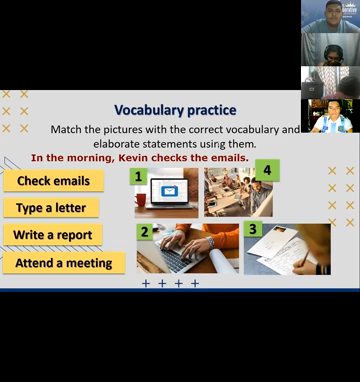 Vocabulary practice
Match the pictures with the correct vocabulary and
elaborate statements using them.
In the morning, Kevin checks the emails.
Check emails
Type a letter
Write a report
Attend a meeting
1
4
2
3